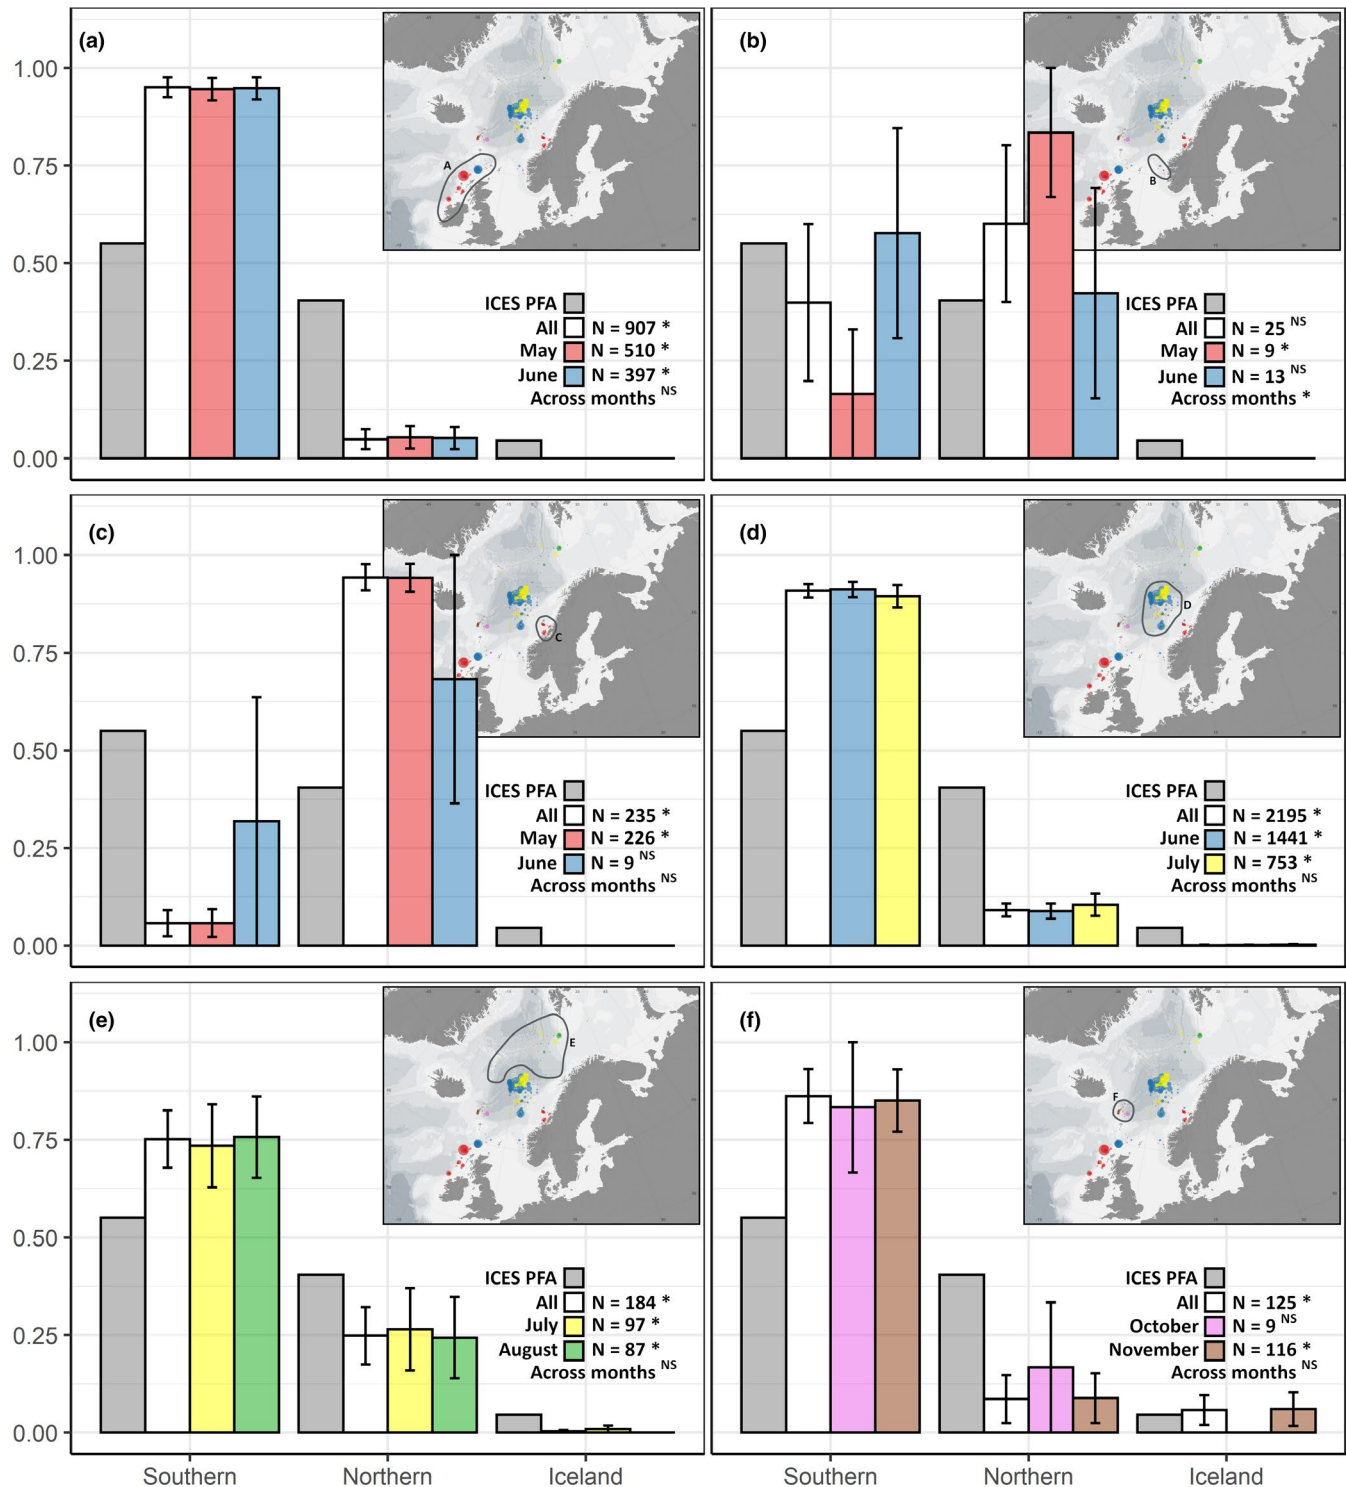 (a)
1.00
0.75
0.50
0.25
0.00
A
ICES PFA
All N = 907 *
May N = 510 *
June N = 397 *
Across months NS
(b)
B
ICES PFA
All N = 25 NS
May N = 9 *
June N = 13 NS
Across months *
(c)
1.00
0.75
0.50
0.25
0.00
C
ICES PFA
All N = 235 *
May N = 226 *
June N = 9 NS
Across months NS
(d)
D
ICES PFA
All N = 2195 *
June N = 1441 *
July N = 753 *
Across months NS
(e)
1.00
0.75
0.50
0.25
0.00
E
ICES PFA
All N = 184 *
July N = 97 *
August N = 87 *
Across months NS
(f)
F
ICES PFA
All N = 125 *
October N = 9 NS
November N = 116 *
Across months NS
Southern Northern Iceland
Southern Northern Iceland